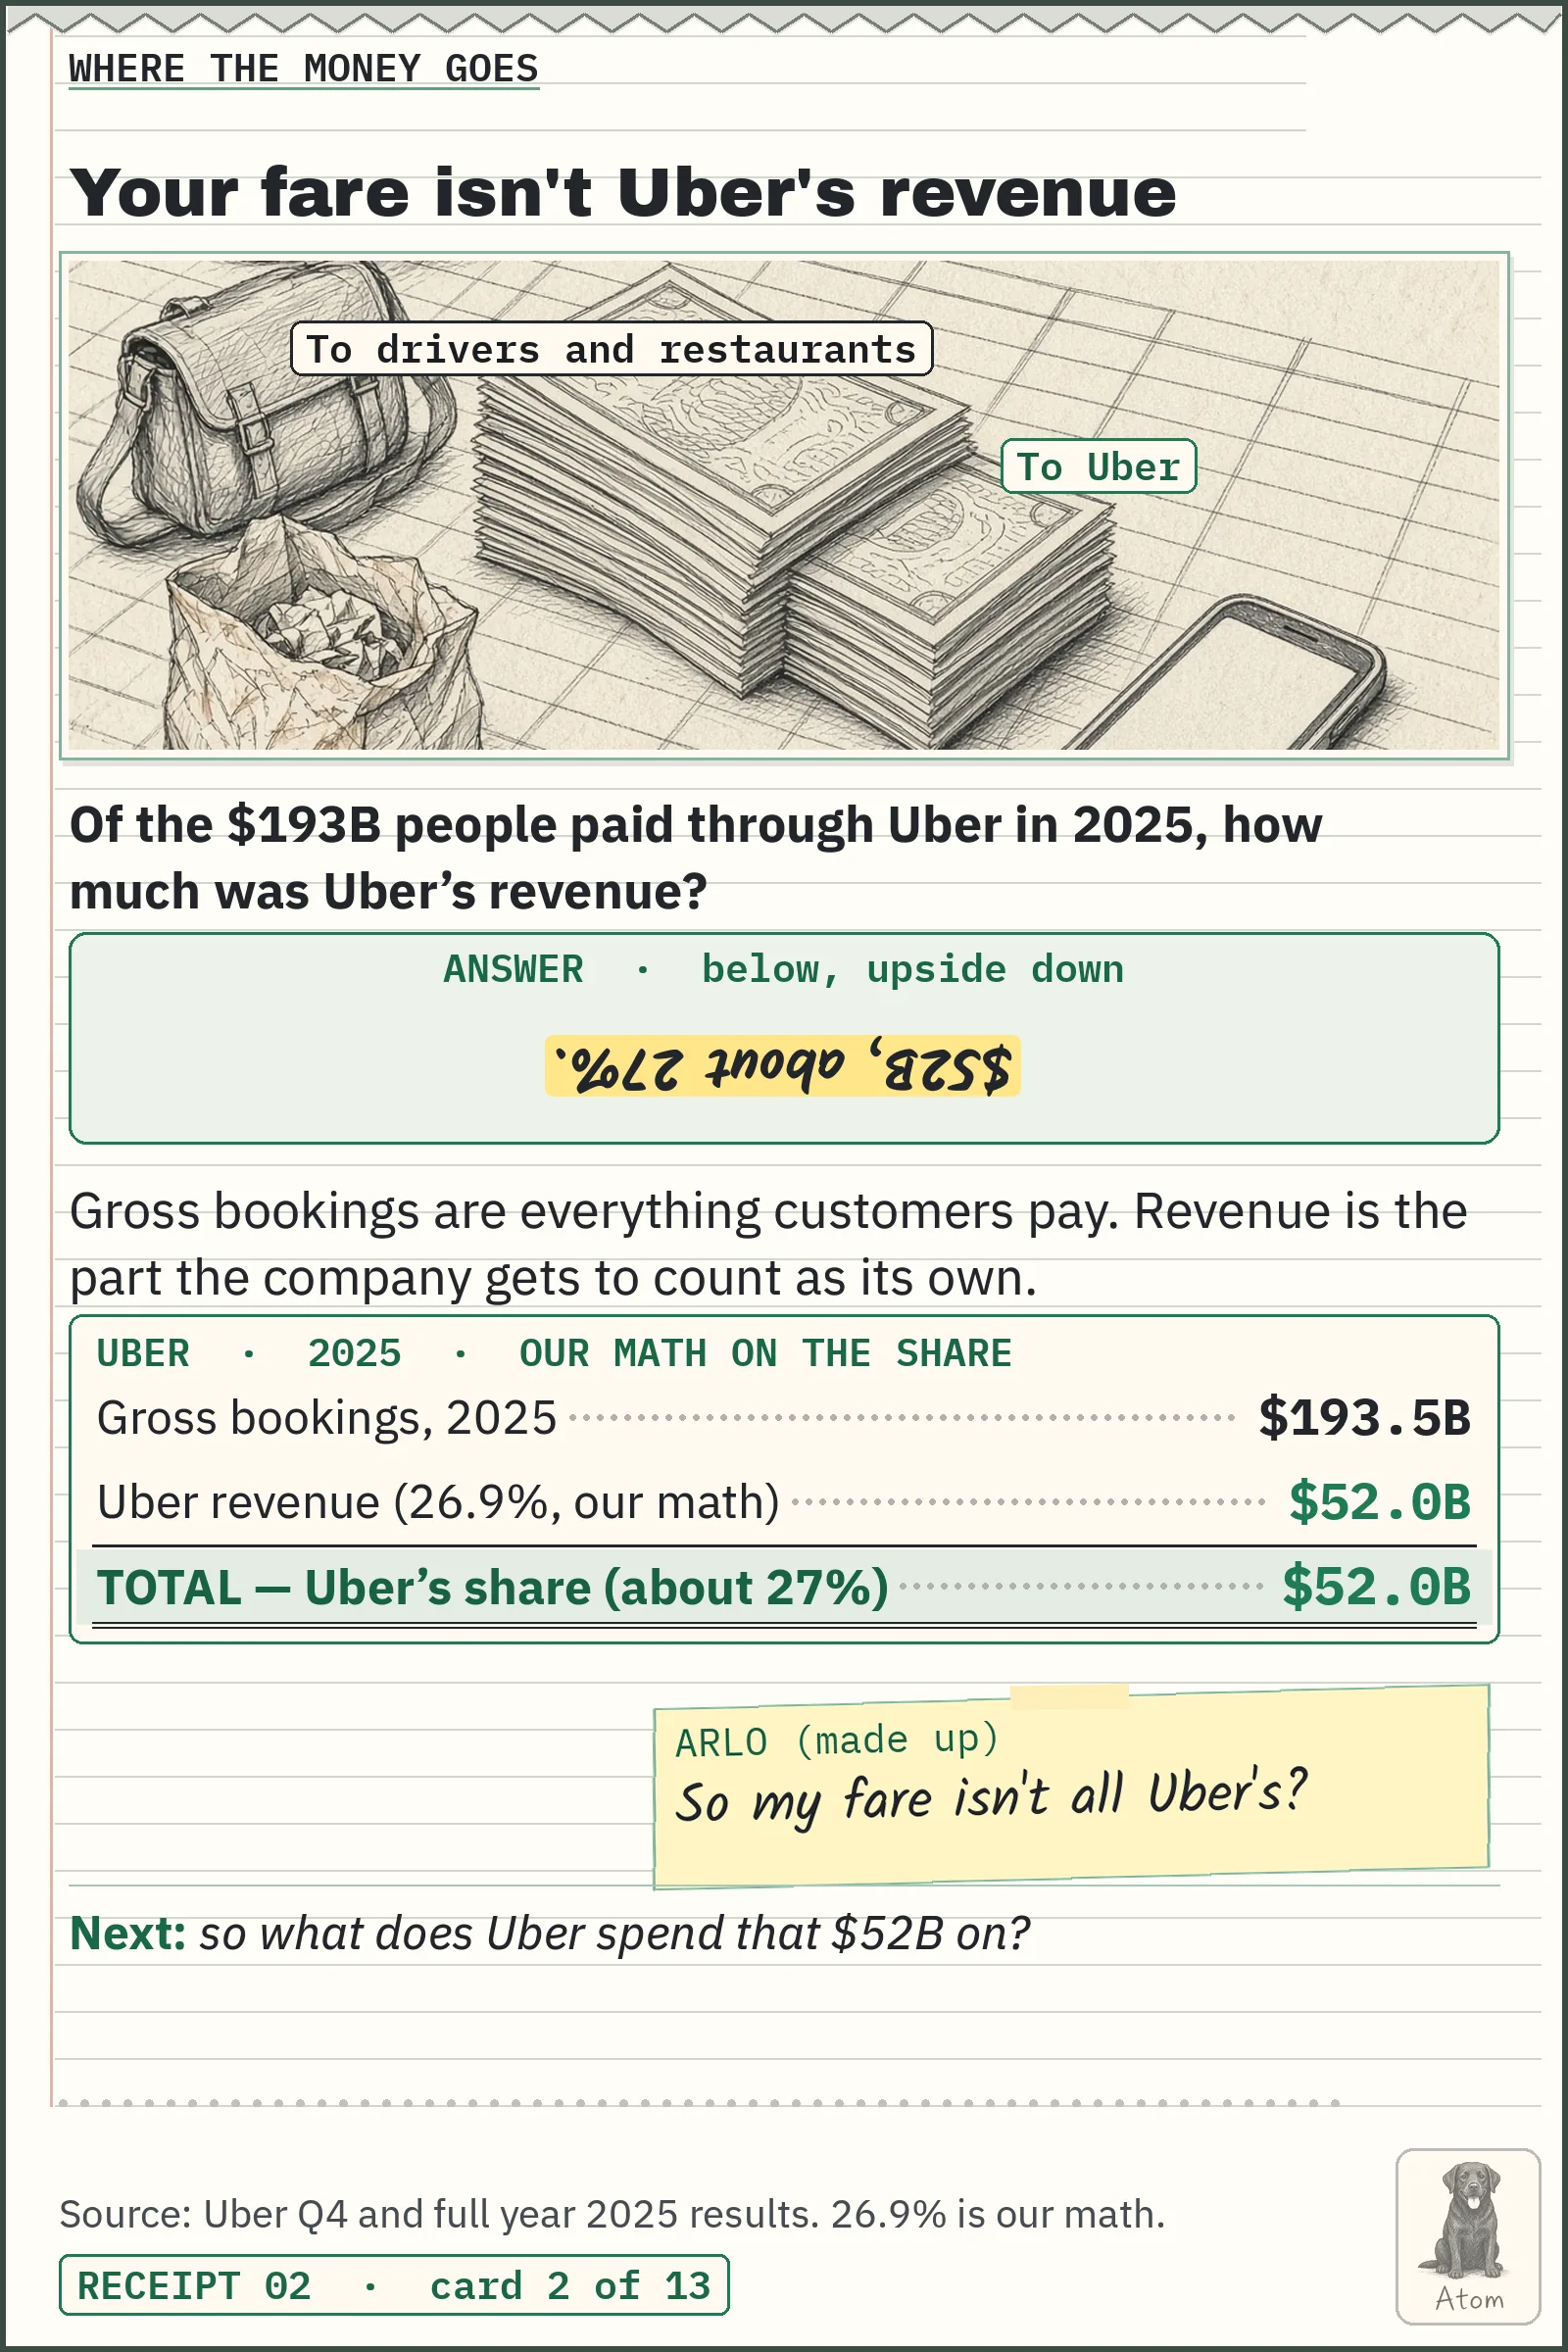 WHERE THE MONEY GOES
Your fare isn't Uber's revenue
To drivers and restaurants
To Uber
Of the $193B people paid through Uber in 2025, how
much was Uber’s revenue?
ANSWER · below, upside down
$52B, about 27%.
Gross bookings are everything customers pay. Revenue is the
part the company gets to count as its own.
UBER · 2025 · OUR MATH ON THE SHARE
Gross bookings, 2025 $193.5B
Uber revenue (26.9%, our math) $52.0B
TOTAL — Uber’s share (about 27%) $52.0B
ARLO (made up)
So my fare isn't all Uber's?
Next: so what does Uber spend that $52B on?
Source: Uber Q4 and full year 2025 results. 26.9% is our math.
RECEIPT 02 · card 2 of 13
Atom